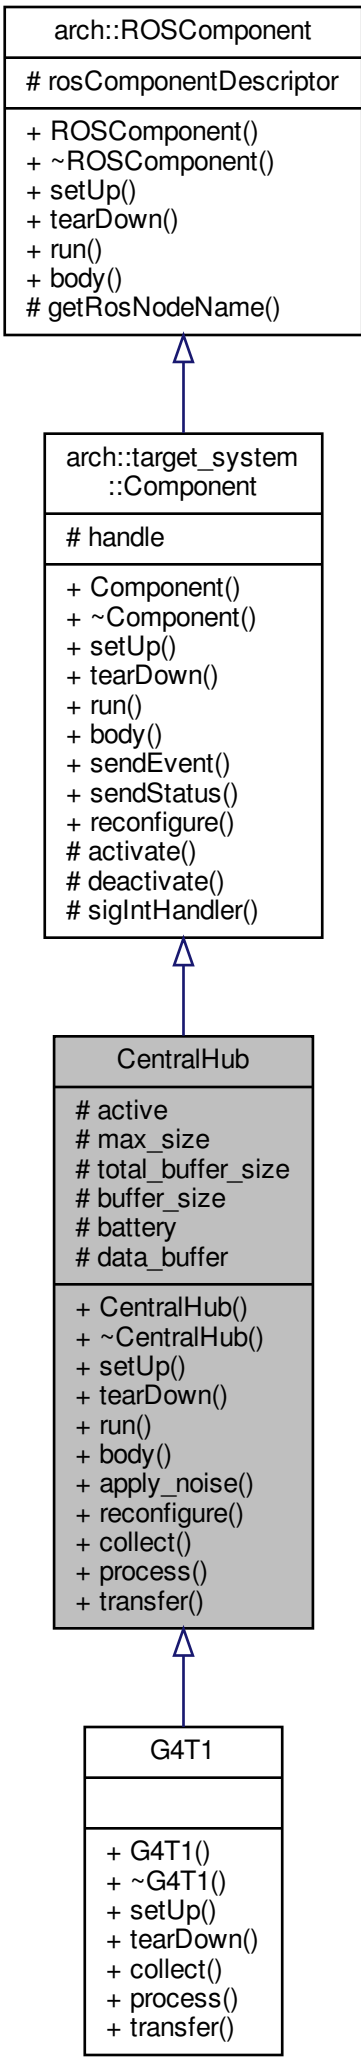 arch::ROSComponent
# rosComponentDescriptor
+ ROSComponent()
+ ~ROSComponent()
+ setUp()
+ tearDown()
+ run()
+ body()
# getRosNodeName()
arch::target_system
::Component
# handle
+ Component()
+ ~Component()
+ setUp()
+ tearDown()
+ run()
+ body()
+ sendEvent()
+ sendStatus()
+ reconfigure()
# activate()
# deactivate()
# sigIntHandler()
CentralHub
# active
# max_size
# total_buffer_size
# buffer_size
# battery
# data_buffer
+ CentralHub()
+ ~CentralHub()
+ setUp()
+ tearDown()
+ run()
+ body()
+ apply_noise()
+ reconfigure()
+ collect()
+ process()
+ transfer()
G4T1
+ G4T1()
+ ~G4T1()
+ setUp()
+ tearDown()
+ collect()
+ process()
+ transfer()